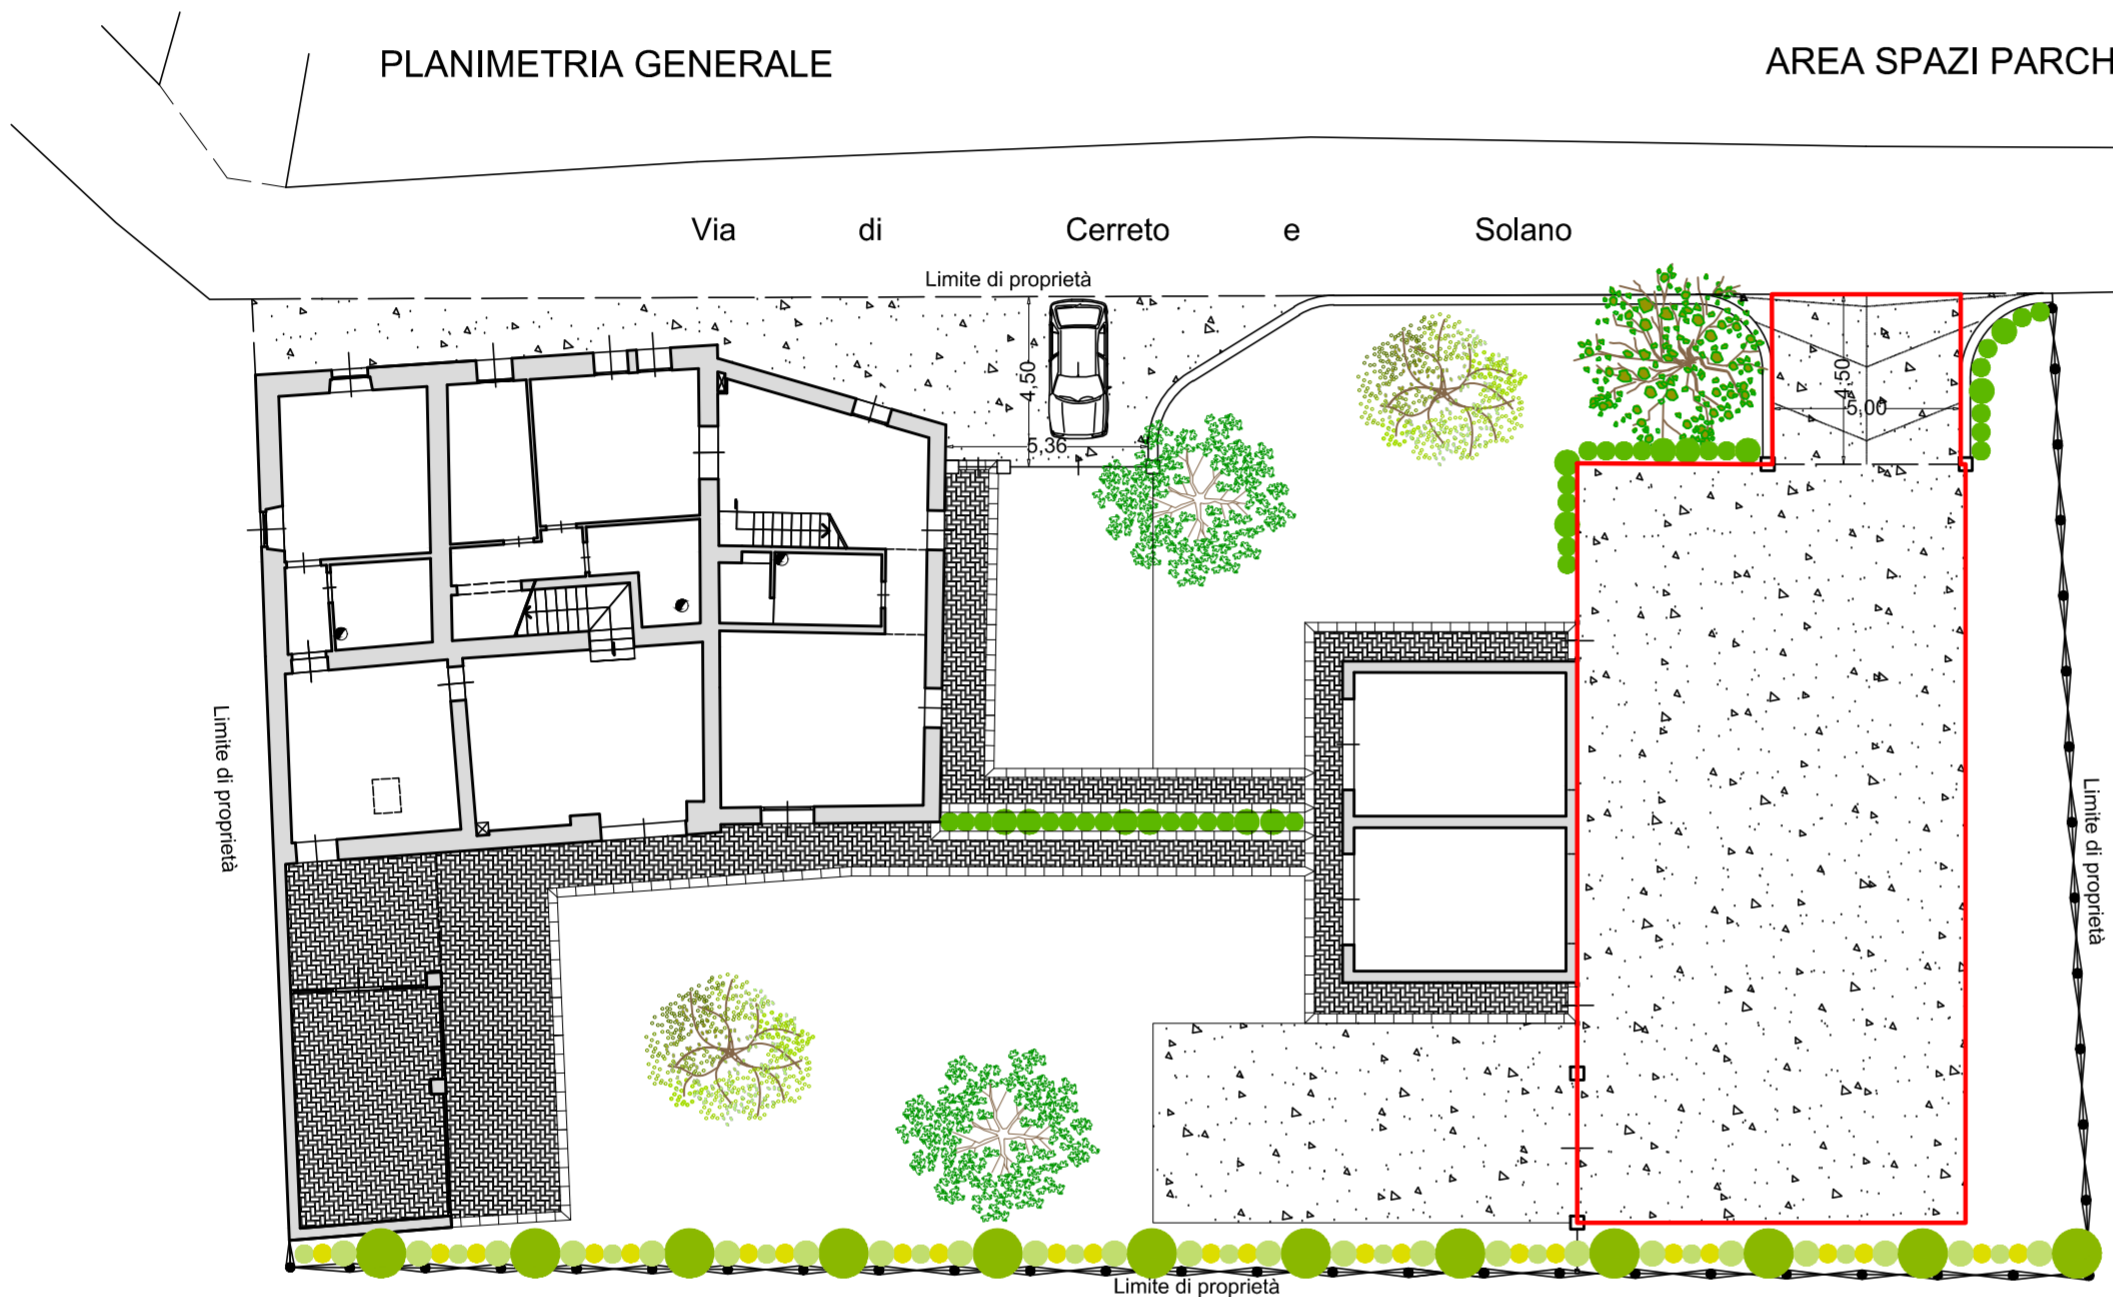 PLANIMETRIA GENERALE
AREA SPAZI PARCH
Via di Cerreto e Solano
Limite di proprietà
4,50
5,36
4,50
5,00
Limite di proprietà
Limite di proprietà
Limite di proprietà